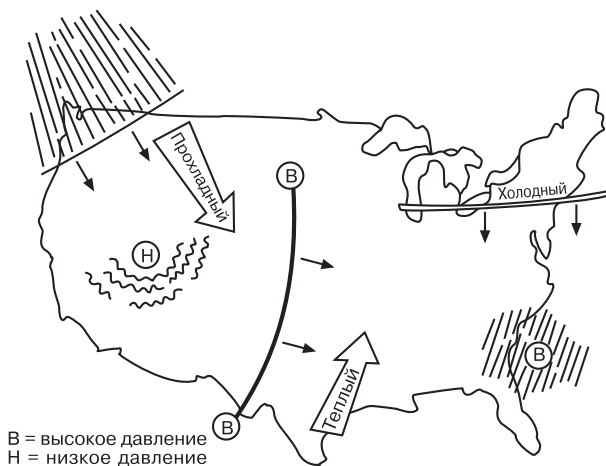 Прохладный
В
Холодный
Н
В
Теплый
В
В = высокое давление
Н = низкое давление